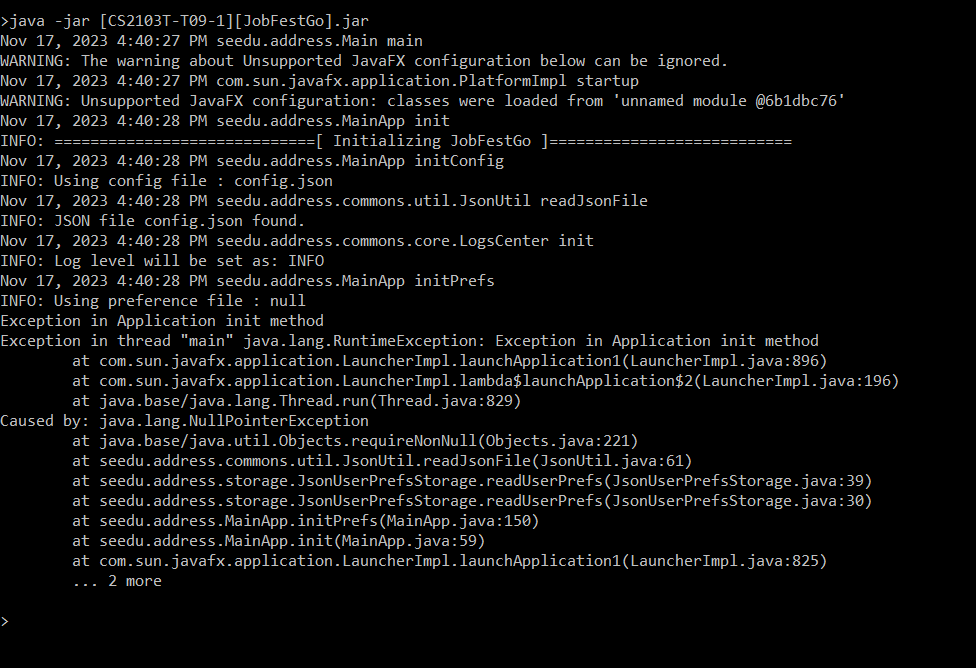 >java -jar [CS2103T-T09-1][JobFestGo].jar
Nov 17, 2023 4:40:27 PM seedu.address.Main main
WARNING: The warning about Unsupported JavaFX configuration below can be ignored.
Nov 17, 2023 4:40:27 PM com.sun.javafx.application.PlatformImpl startup
WARNING: Unsupported JavaFX configuration: classes were loaded from 'unnamed module @6b1dbc76'
Nov 17, 2023 4:40:28 PM seedu.address.MainApp init
INFO: =============================[ Initializing JobFestGo ]===========================
Nov 17, 2023 4:40:28 PM seedu.address.MainApp initConfig
INFO: Using config file : config.json
Nov 17, 2023 4:40:28 PM seedu.address.commons.util.JsonUtil readJsonFile
INFO: JSON file config.json found.
Nov 17, 2023 4:40:28 PM seedu.address.commons.core.LogsCenter init
INFO: Log level will be set as: INFO
Nov 17, 2023 4:40:28 PM seedu.address.MainApp initPrefs
INFO: Using preference file : null
Exception in Application init method
Exception in thread "main" java.lang.RuntimeException: Exception in Application init method
        at com.sun.javafx.application.LauncherImpl.launchApplication1(LauncherImpl.java:896)
        at com.sun.javafx.application.LauncherImpl.lambda$launchApplication$2(LauncherImpl.java:196)
        at java.base/java.lang.Thread.run(Thread.java:829)
Caused by: java.lang.NullPointerException
        at java.base/java.util.Objects.requireNonNull(Objects.java:221)
        at seedu.address.commons.util.JsonUtil.readJsonFile(JsonUtil.java:61)
        at seedu.address.storage.JsonUserPrefsStorage.readUserPrefs(JsonUserPrefsStorage.java:39)
        at seedu.address.storage.JsonUserPrefsStorage.readUserPrefs(JsonUserPrefsStorage.java:30)
        at seedu.address.MainApp.initPrefs(MainApp.java:150)
        at seedu.address.MainApp.init(MainApp.java:59)
        at com.sun.javafx.application.LauncherImpl.launchApplication1(LauncherImpl.java:825)
        ... 2 more
>